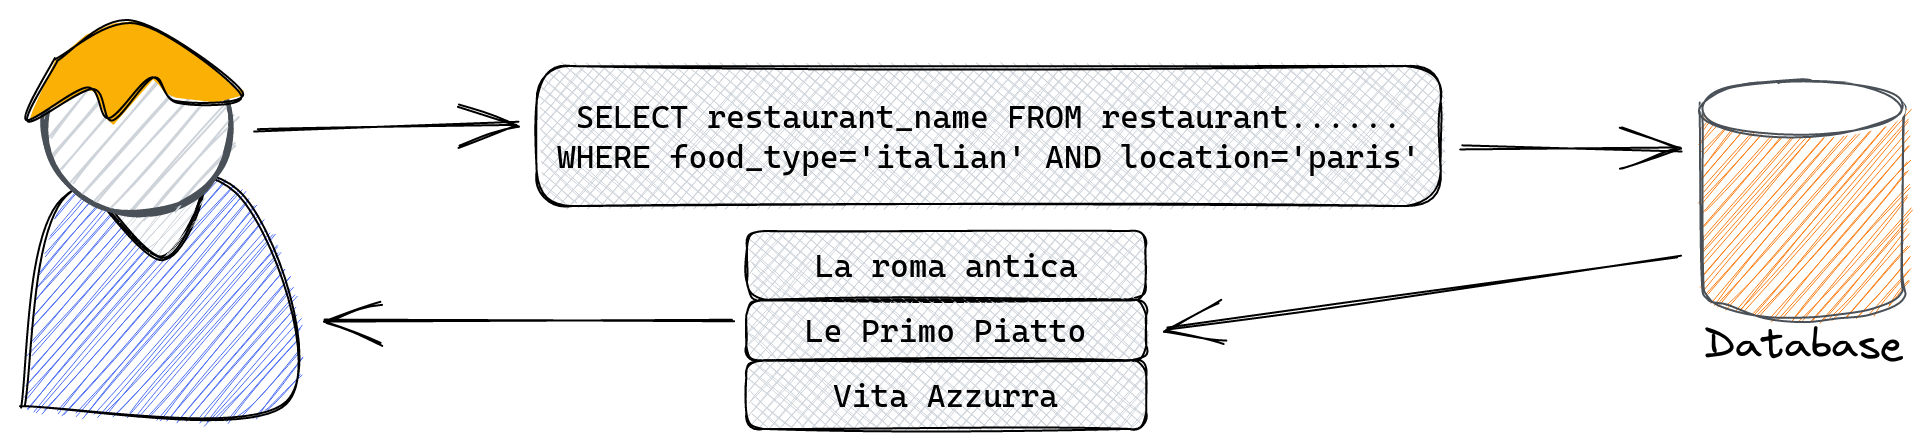 SELECT restaurant_name FROM restaurant......
WHERE food_type='italian' AND location='paris'
La roma antica
Le Primo Piatto
Vita Azzurra
Database